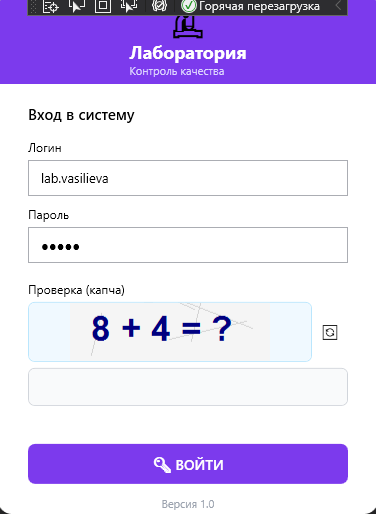 Горячая перезагрузка
Лаборатория
Контроль качества
Вход в систему
Логин
lab.vasilieva
Пароль
•••••
Проверка (капча)
8 + 4 = ?
ВОЙТИ
Версия 1.0